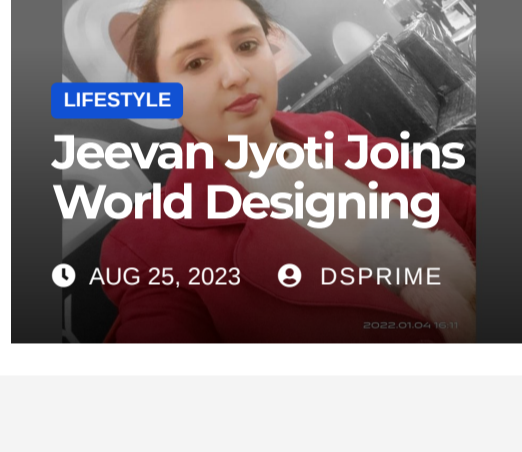 LIFESTYLE
Jeevan Jyoti Joins
World Designing
AUG 25, 2023 DSPRIME
2022.01.04 16:11